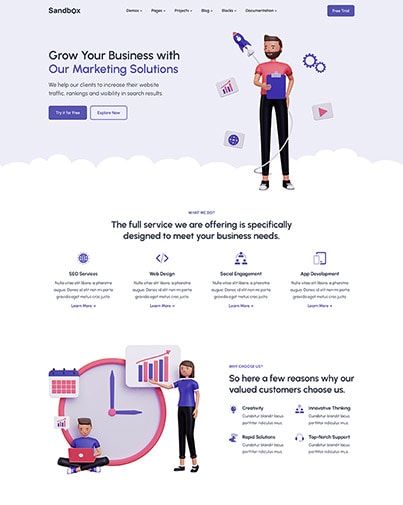 Sandbox
Demos Pages Projects Blog Blocks Documentation
Free Trial
Grow Your Business with
Our Marketing Solutions
We help our clients to increase their website
traffic, rankings and visibility in search results.
Try it for Free
Explore Now
WHAT WE DO?
The full service we are offering is specifically
designed to meet your business needs.
SEO Services
Nulla vitae elit libero, a pharetra
augue. Donec id elit non mi porta
gravida eget metus cras justo.
Learn More
Web Design
Nulla vitae elit libero, a pharetra
augue. Donec id elit non mi porta
gravida eget metus cras justo.
Learn More
Social Engagement
Nulla vitae elit libero, a pharetra
augue. Donec id elit non mi porta
gravida eget metus cras justo.
Learn More
App Development
Nulla vitae elit libero, a pharetra
augue. Donec id elit non mi porta
gravida eget metus cras justo.
Learn More
WHY CHOOSE US?
So here a few reasons why our
valued customers choose us.
Creativity
Curabitur blandit lacus
porttitor ridiculus mus.
Innovative Thinking
Curabitur blandit lacus
porttitor ridiculus mus.
Rapid Solutions
Curabitur blandit lacus
porttitor ridiculus mus.
Top-Notch Support
Curabitur blandit lacus
porttitor ridiculus mus.